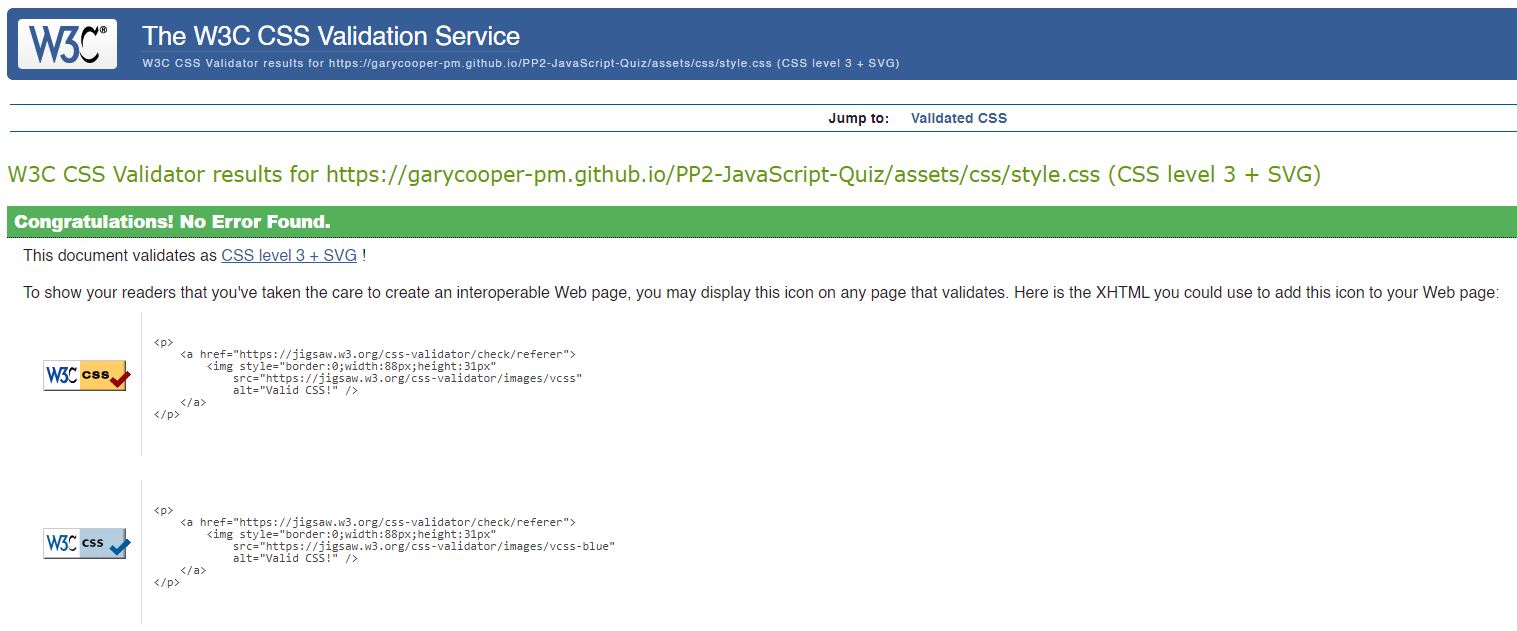 W3C®
The W3C CSS Validation Service
W3C CSS Validator results for https://garycooper-pm.github.io/PP2-JavaScript-Quiz/assets/css/style.css (CSS level 3 + SVG)
Jump to: Validated CSS
W3C CSS Validator results for https://garycooper-pm.github.io/PP2-JavaScript-Quiz/assets/css/style.css (CSS level 3 + SVG)
Congratulations! No Error Found.
This document validates as CSS level 3 + SVG !
To show your readers that you've taken the care to create an interoperable Web page, you may display this icon on any page that validates. Here is the XHTML you could use to add this icon to your Web page:
W3C CSS
<p>
<a href="https://jigsaw.w3.org/css-validator/check/referer">
<img style="border:0;width:88px;height:31px"
src="https://jigsaw.w3.org/css-validator/images/vcss"
alt="Valid CSS!" />
</a>
</p>
W3C CSS
<p>
<a href="https://jigsaw.w3.org/css-validator/check/referer">
<img style="border:0;width:88px;height:31px"
src="https://jigsaw.w3.org/css-validator/images/vcss-blue"
alt="Valid CSS!" />
</a>
</p>